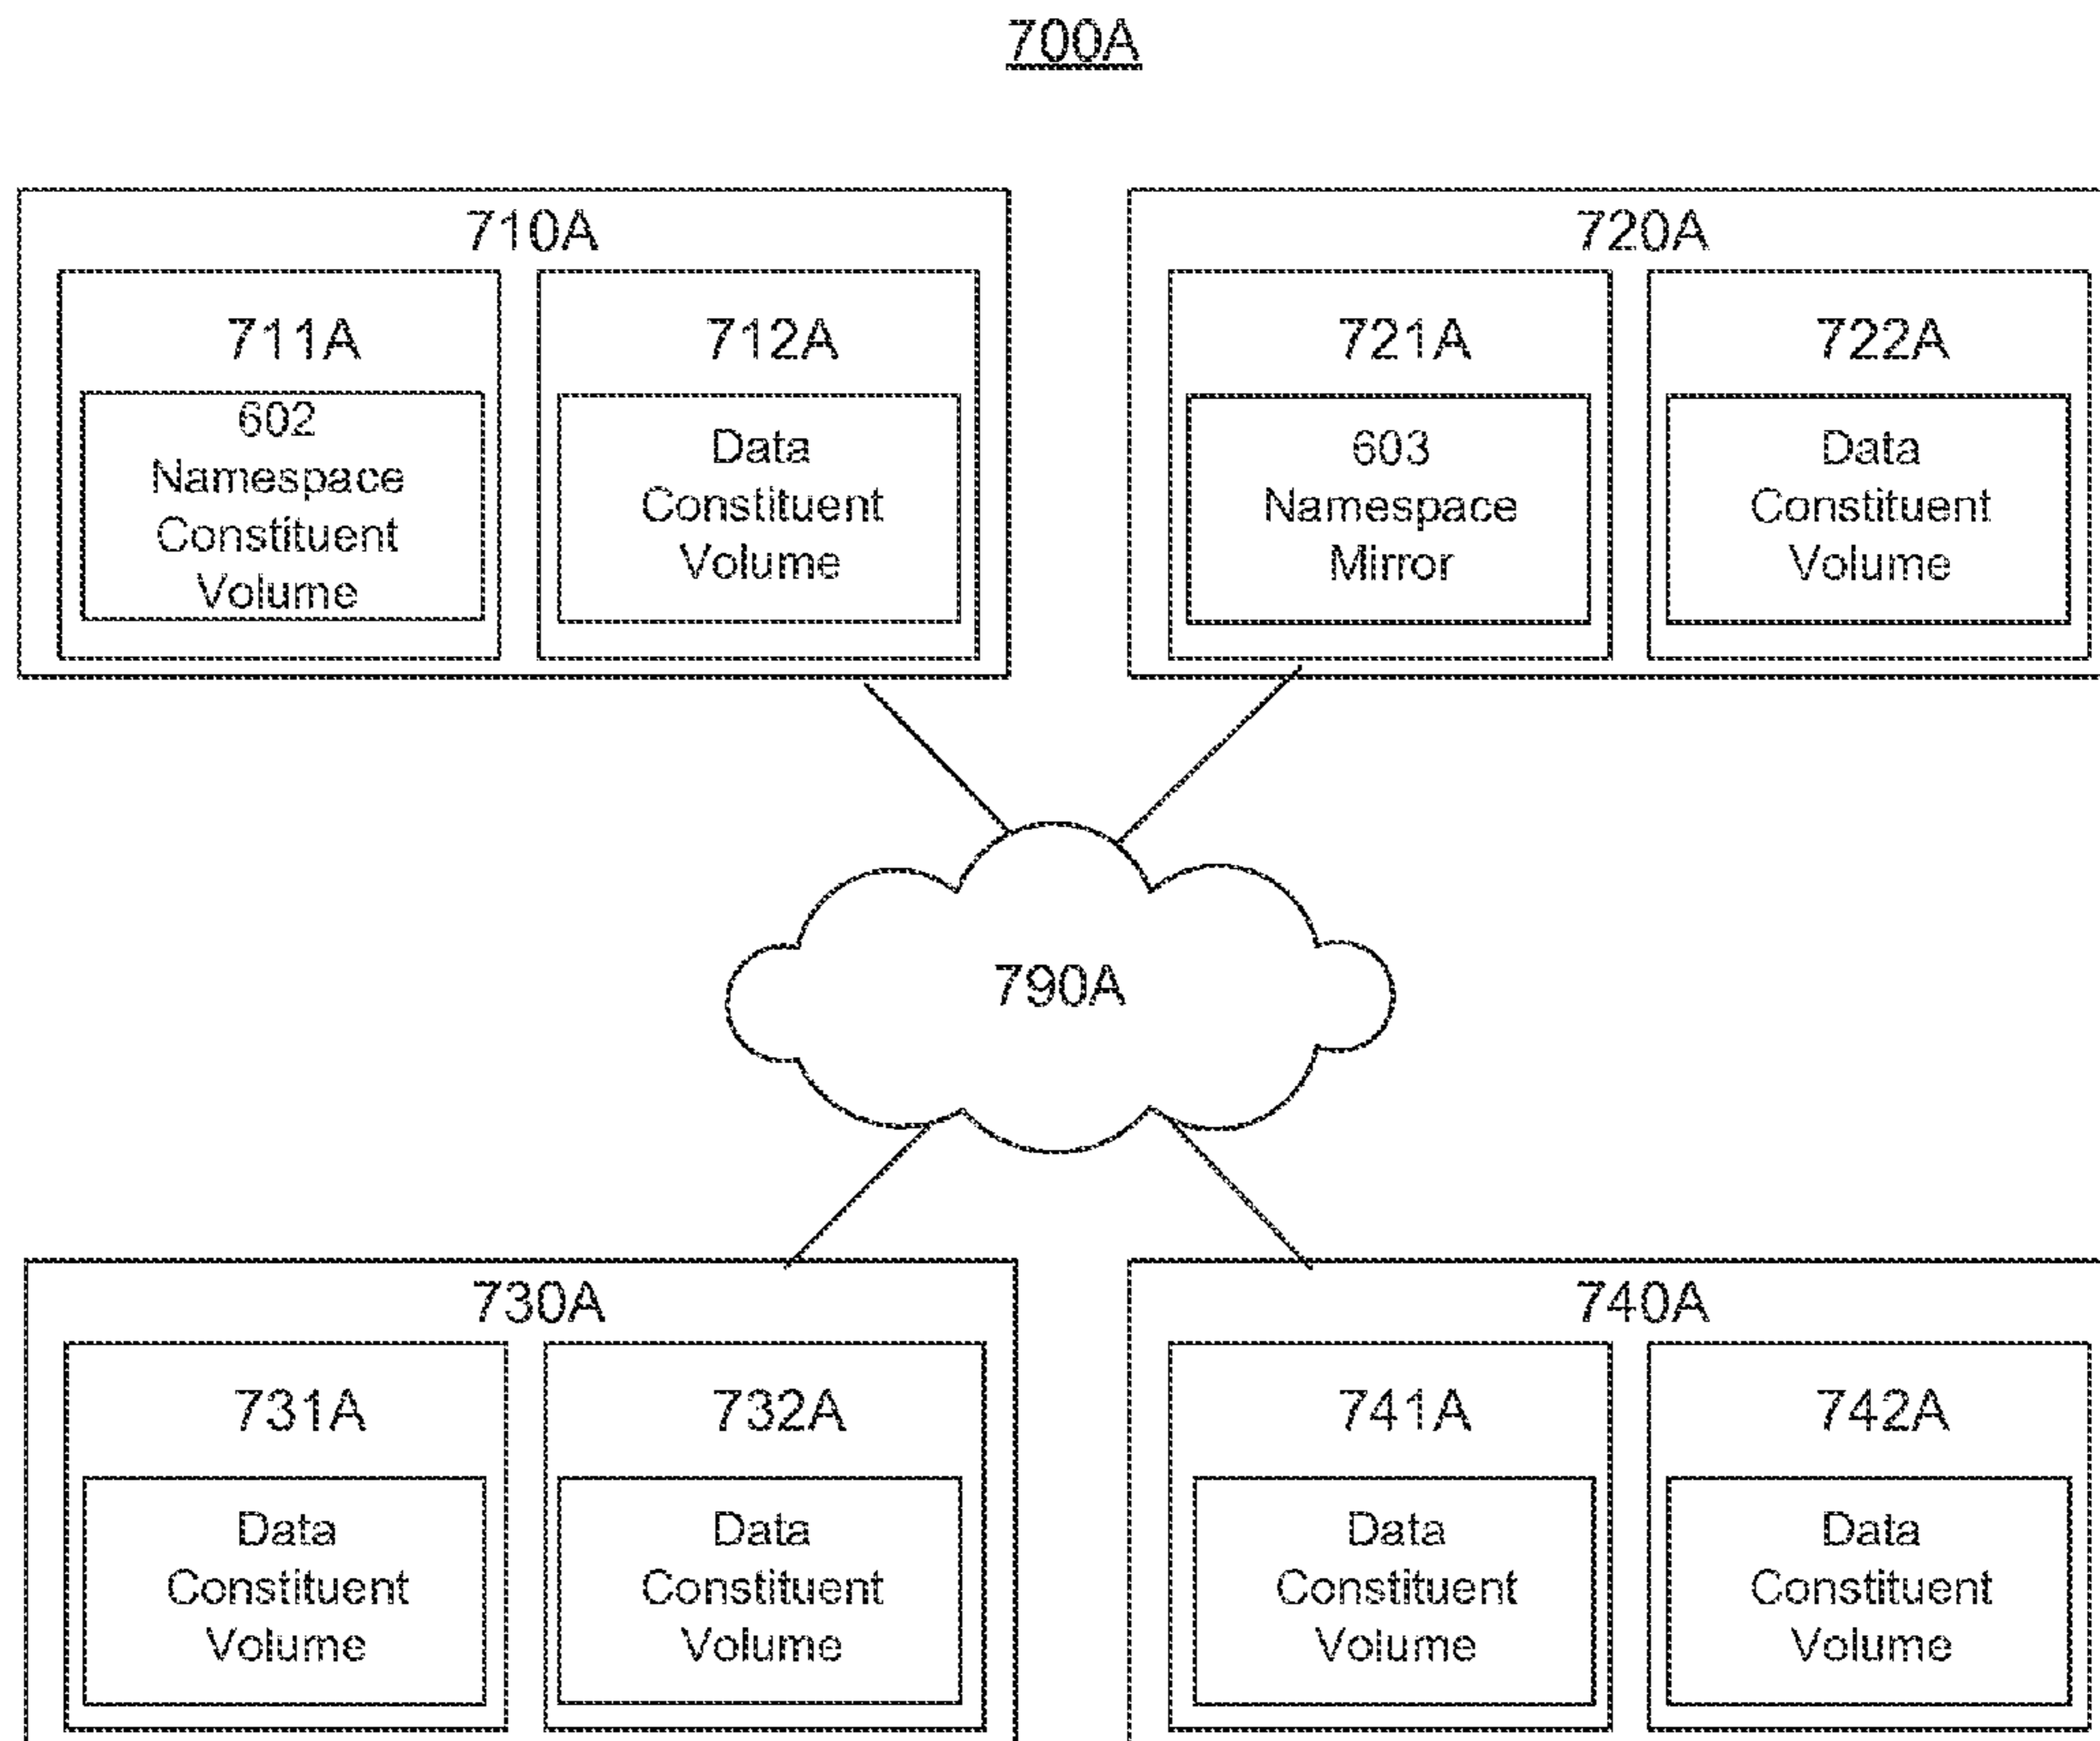 700A
710A
711A
602
Namespace
Constituent
Volume
712A
Data
Constituent
Volume
720A
721A
603
Namespace
Mirror
722A
Data
Constituent
Volume
790A
730A
731A
Data
Constituent
Volume
732A
Data
Constituent
Volume
740A
741A
Data
Constituent
Volume
742A
Data
Constituent
Volume